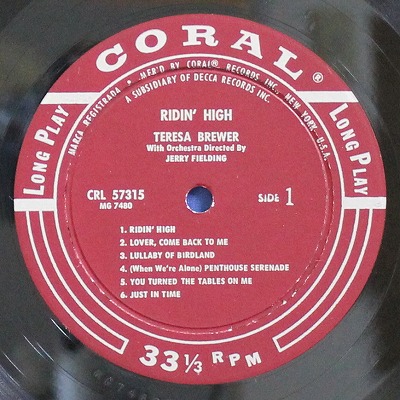 CORAL®
MARCA REGISTRADA • MF'D BY CORAL® RECORDS INC., NEW YORK • U.S.A.
A SUBSIDIARY OF DECCA RECORDS INC.
LONG PLAY
LONG PLAY
RIDIN' HIGH
TERESA BREWER
With Orchestra Directed By
JERRY FIELDING
CRL 57315
MG 7480
SIDE 1
1. RIDIN' HIGH
2. LOVER, COME BACK TO ME
3. LULLABY OF BIRDLAND
4. (When We're Alone) PENTHOUSE SERENADE
5. YOU TURNED THE TABLES ON ME
6. JUST IN TIME
33 1/3 RPM